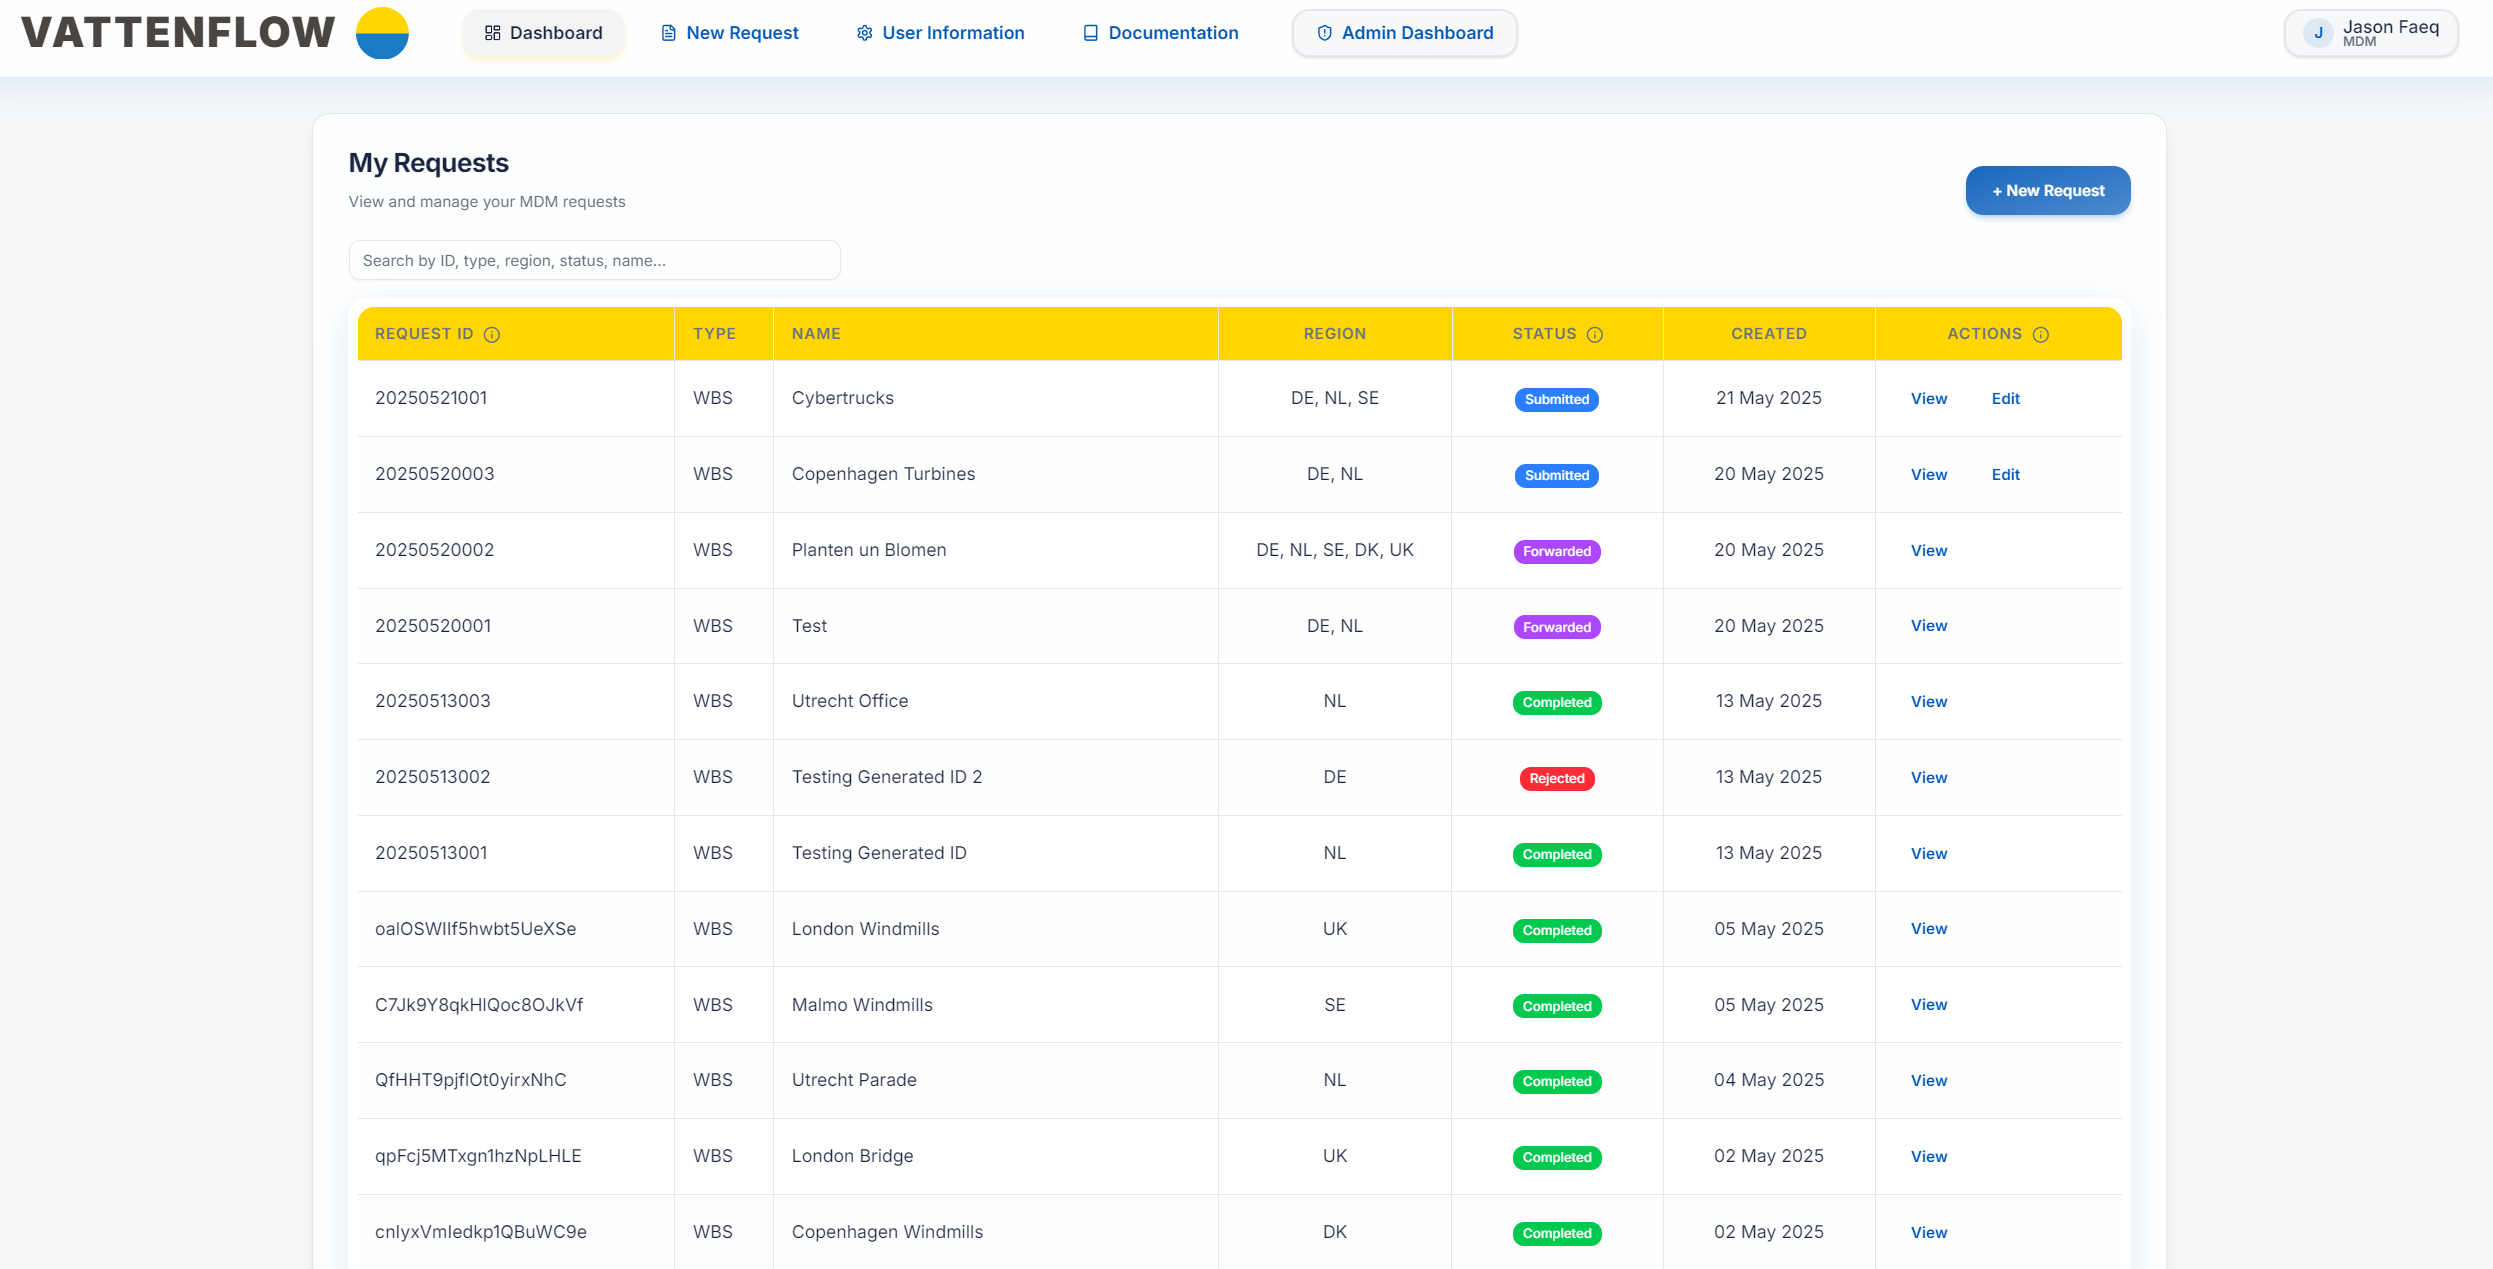 VATTENFLOW
Dashboard New Request User Information Documentation Admin Dashboard
J Jason Faeq
MDM
My Requests
View and manage your MDM requests
+ New Request
Search by ID, type, region, status, name...
REQUEST ID TYPE NAME REGION STATUS CREATED ACTIONS
20250521001 WBS Cybertrucks DE, NL, SE Submitted 21 May 2025 View Edit
20250520003 WBS Copenhagen Turbines DE, NL Submitted 20 May 2025 View Edit
20250520002 WBS Planten un Blomen DE, NL, SE, DK, UK Forwarded 20 May 2025 View
20250520001 WBS Test DE, NL Forwarded 20 May 2025 View
20250513003 WBS Utrecht Office NL Completed 13 May 2025 View
20250513002 WBS Testing Generated ID 2 DE Rejected 13 May 2025 View
20250513001 WBS Testing Generated ID NL Completed 13 May 2025 View
oalOSWIIf5hwbt5UeXSe WBS London Windmills UK Completed 05 May 2025 View
C7Jk9Y8qkHlQoc8OJkVf WBS Malmo Windmills SE Completed 05 May 2025 View
QfHHT9pjflOt0yirxNhC WBS Utrecht Parade NL Completed 04 May 2025 View
qpFcj5MTxgn1hzNpLHLE WBS London Bridge UK Completed 02 May 2025 View
cnlyxVmIedkp1QBuWC9e WBS Copenhagen Windmills DK Completed 02 May 2025 View